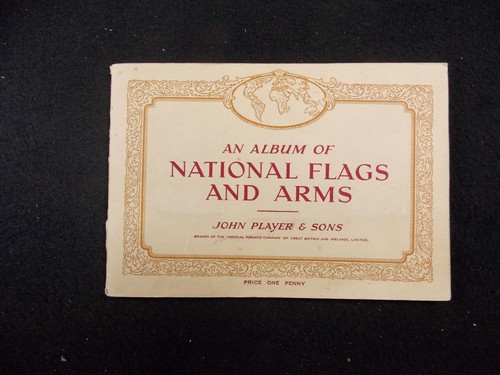 AN ALBUM OF
NATIONAL FLAGS
AND ARMS
JOHN PLAYER & SONS
BRANCH OF THE IMPERIAL TOBACCO COMPANY (OF GREAT BRITAIN AND IRELAND), LIMITED.
PRICE ONE PENNY